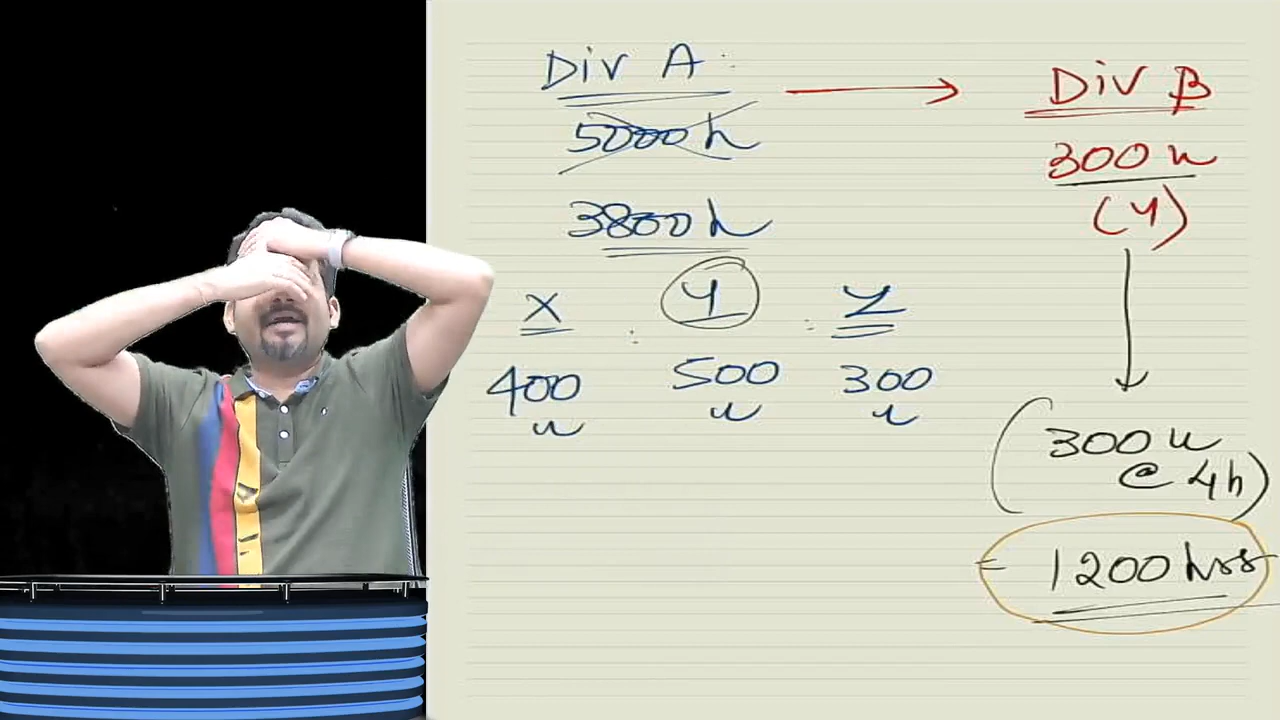 Div A :
5000 h
3800 h
X : Y : Z
400 500 300
u u u
Div B
300 u
(Y)
(300 u
@ 4h)
= 1200 hrs